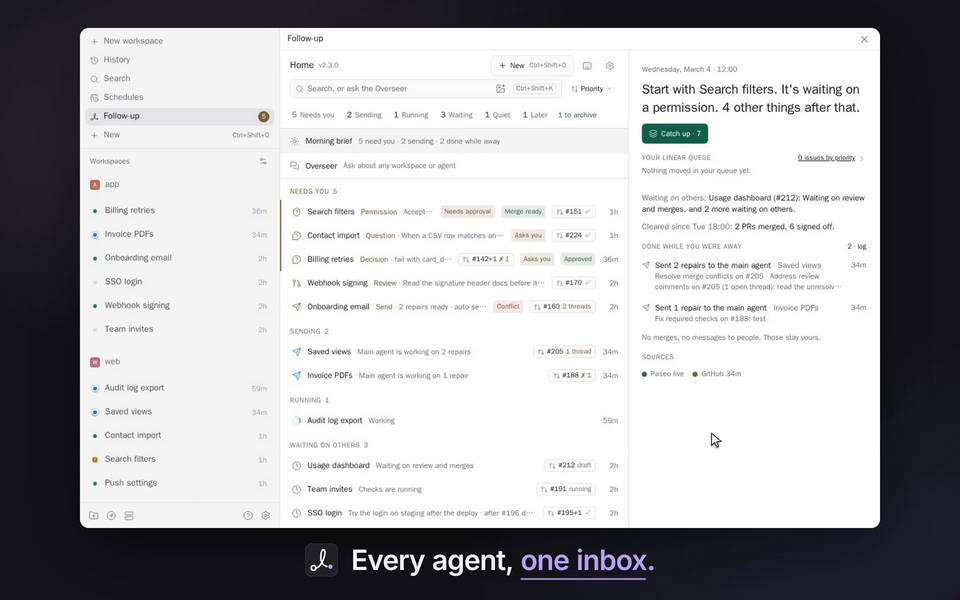 New workspace
History
Search
Schedules
Follow-up 5
New Ctrl+Shift+O
Workspaces
A app
Billing retries 36m
Invoice PDFs 34m
Onboarding email 2h
SSO login 2h
Webhook signing 2h
Team invites 2h
W web
Audit log export 59m
Saved views 34m
Contact import 1h
Search filters 1h
Push settings 1h
Follow-up
Home v2.3.0
New Ctrl+Shift+O
Search, or ask the Overseer Ctrl+Shift+K
Priority
5 Needs you 2 Sending 1 Running 3 Waiting 1 Quiet 1 Later 1 to archive
Morning brief 5 need you · 2 sending · 2 done while away
Overseer Ask about any workspace or agent
NEEDS YOU 5
Search filters Permission · Accept··· Needs approval Merge ready #151 ✓ 1h
Contact import Question · When a CSV row matches an··· Asks you #224 ✓ 1h
Billing retries Decision · fail with card_d··· #142+1 ✗ 1 Asks you Approved 36m
Webhook signing Review · Read the signature header docs before it··· #170 ✓ 2h
Onboarding email Send · 2 repairs ready · auto-se··· Conflict #160 2 threads 2h
SENDING 2
Saved views Main agent is working on 2 repairs #205 1 thread 34m
Invoice PDFs Main agent is working on 1 repair #188 ✗ 1 34m
RUNNING 1
Audit log export Working 59m
WAITING ON OTHERS 3
Usage dashboard Waiting on review and merges #212 draft 2h
Team invites Checks are running #191 running 2h
SSO login Try the login on staging after the deploy · after #196 d··· #195+1 ✓ 2h
Wednesday, March 4 · 12:00
Start with Search filters. It's waiting on
a permission. 4 other things after that.
Catch up · 7
YOUR LINEAR QUEUE 0 issues by priority
Nothing moved in your queue yet.
Waiting on others: Usage dashboard (#212): Waiting on review
and merges, and 2 more waiting on others.
Cleared since Tue 18:00: 2 PRs merged, 6 signed off.
DONE WHILE YOU WERE AWAY 2 · log
Sent 2 repairs to the main agent · Saved views 34m
Resolve merge conflicts on #205 · Address review
comments on #205 (1 open thread): read the unresolv···
Sent 1 repair to the main agent · Invoice PDFs 34m
Fix required checks on #188: test
No merges, no messages to people. Those stay yours.
SOURCES
Paseo live GitHub 34m
Every agent, one inbox.